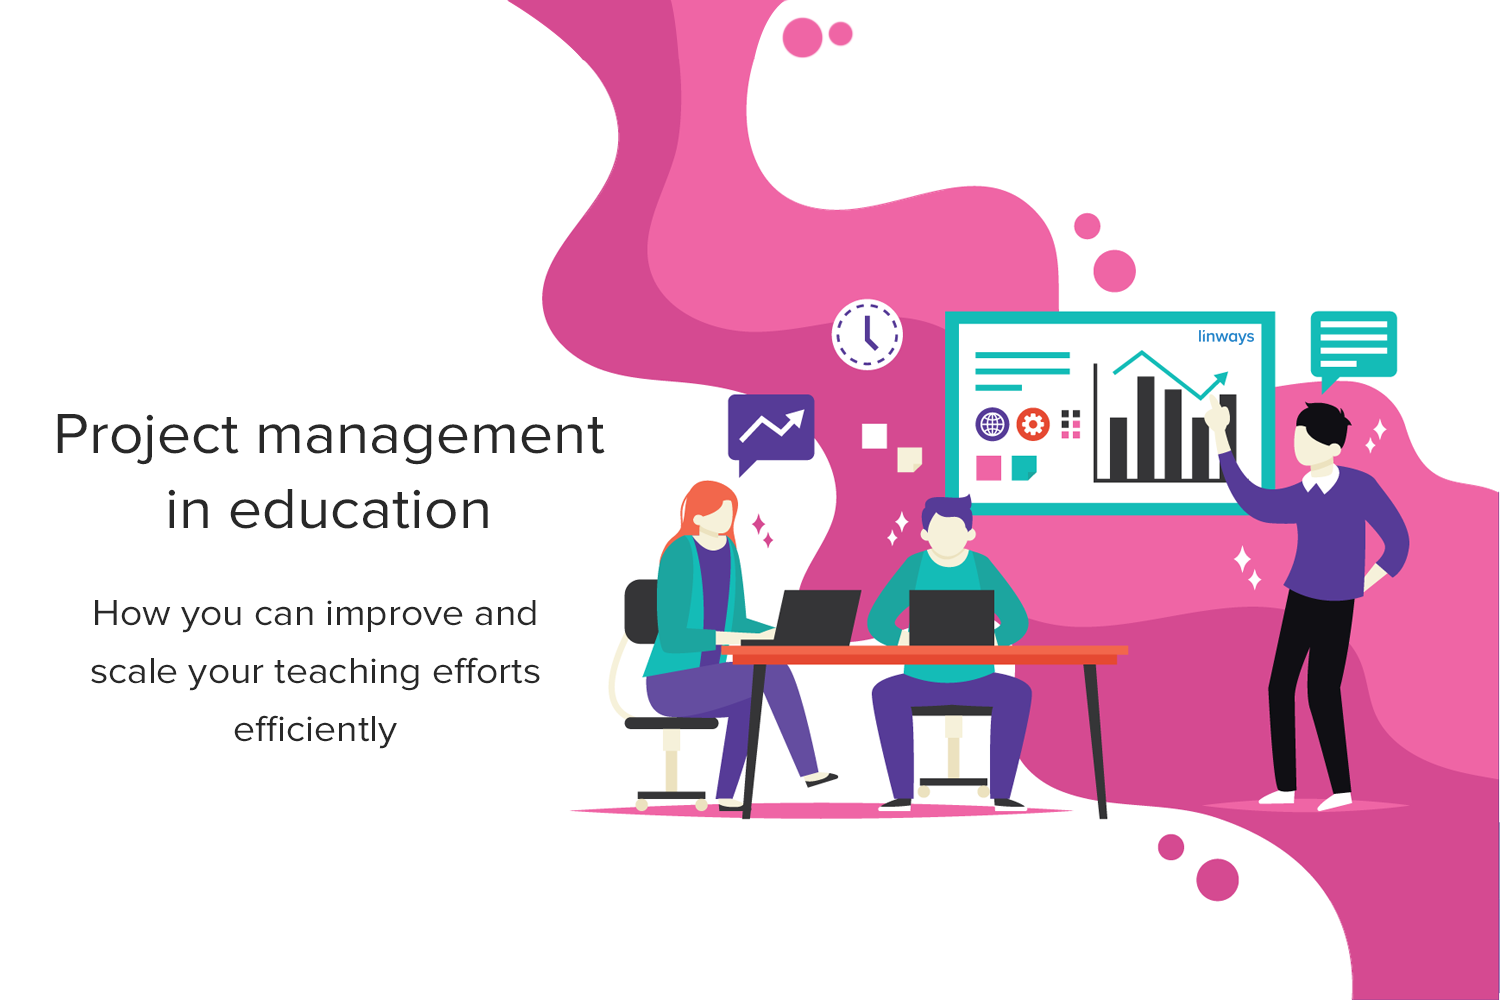 linways
Project management
in education
How you can improve and
scale your teaching efforts
efficiently